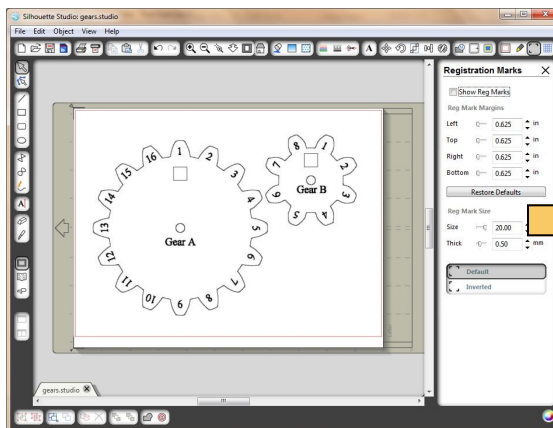 Silhouette Studio: gears.studio
File Edit Object View Help
Registration Marks X
Show Reg Marks
Reg Mark Margins
Left 0.625 in
Top 0.625 in
Right 0.625 in
Bottom 0.625 in
Restore Defaults
Reg Mark Size
Size 20.00
Thick 0.50 mm
Default
Inverted
1
2
3
4
5
6
7
8
9
10
11
12
13
14
15
16
Gear A
1
2
3
4
5
6
7
8
Gear B
gears.studio